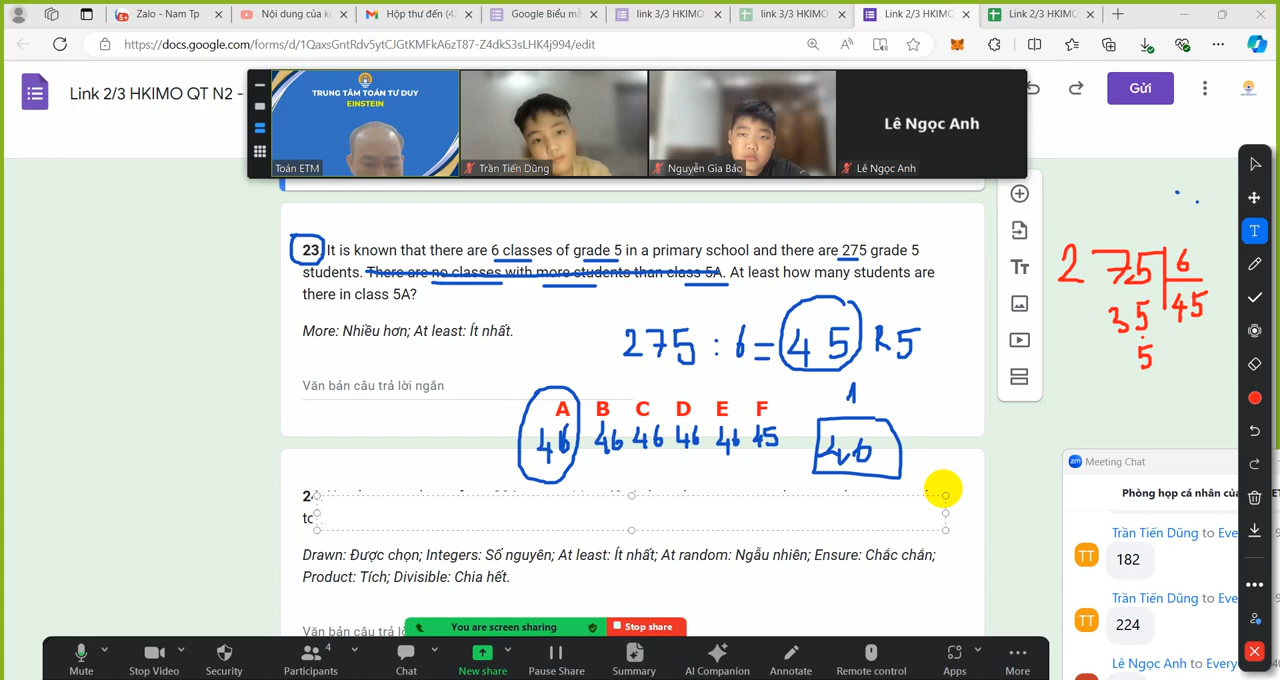 Zalo - Nam Tp
Nội dung của k
Hộp thư đến (42
Google Biểu mẫ
link 3/3 HKIMO
link 3/3 HKIMO
Link 2/3 HKIMO
Link 2/3 HKIMO
https://docs.google.com/forms/d/1QaxsGntRdv5ytCJGtKMFkA6zT87-Z4dkS3sLHK4j994/edit
Link 2/3 HKIMO QT N2 -
Gửi
TRUNG TÂM TOÁN TƯ DUY
EINSTEIN
Toán ETM
Trần Tiến Dũng
Nguyễn Gia Bảo
Lê Ngọc Anh
Lê Ngọc Anh
23. It is known that there are 6 classes of grade 5 in a primary school and there are 275 grade 5
students. There are no classes with more students than class 5A. At least how many students are
there in class 5A?
More: Nhiều hơn; At least: Ít nhất.
275 : 6 = 45 R5
1
Văn bản câu trả lời ngắn
A B C D E F
46 46 46 46 46 45
46
275 6
35 45
5
Drawn: Được chọn; Integers: Số nguyên; At least: Ít nhất; At random: Ngẫu nhiên; Ensure: Chắc chắn;
Product: Tích; Divisible: Chia hết.
Văn bản câu trả lờ
You are screen sharing
Stop share
Meeting Chat
Phòng họp cá nhân của
Trần Tiến Dũng to Eve
TT
182
Trần Tiến Dũng to Eve
TT
224
Lê Ngọc Anh to Every
Mute
Stop Video
Security
Participants
4
Chat
New share
Pause Share
Summary
AI Companion
Annotate
Remote control
Apps
More